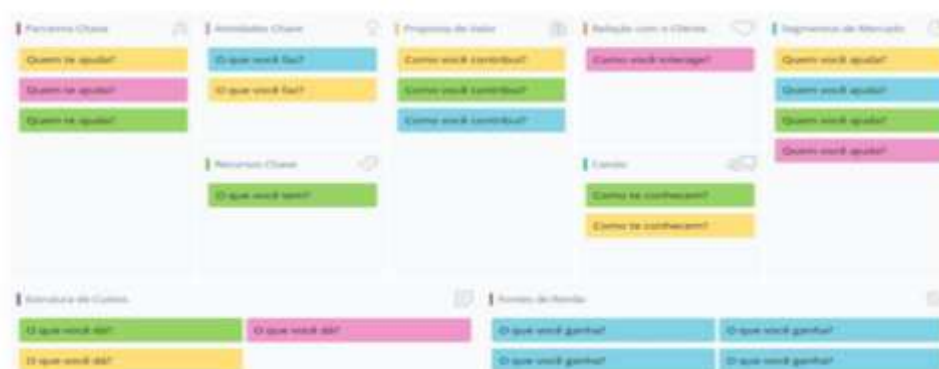 Parceiros Chave
Quem te ajuda?
Quem te ajuda?
Quem te ajuda?
Atividades Chave
O que você faz?
O que você faz?
Recursos Chave
O que você tem?
Proposta de Valor
Como você contribui?
Como você contribui?
Como você contribui?
Relação com o Cliente
Como você interage?
Canais
Como te conhecem?
Como te conhecem?
Segmentos de Mercado
Quem você ajuda?
Quem você ajuda?
Quem você ajuda?
Quem você ajuda?
Estrutura de Custos
O que você dá?
O que você dá?
O que você dá?
Fontes de Renda
O que você ganha?
O que você ganha?
O que você ganha?
O que você ganha?